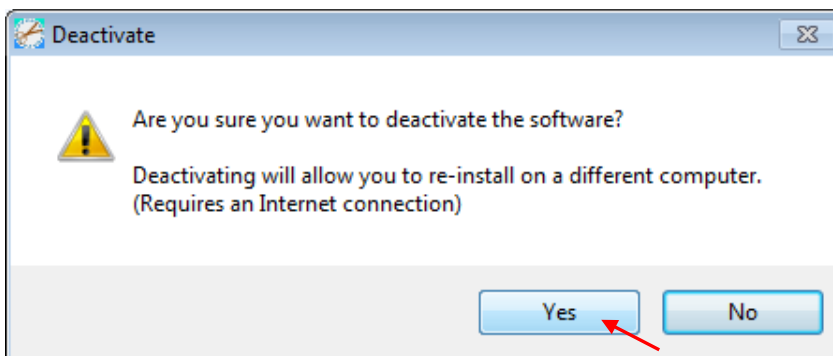 Deactivate
Are you sure you want to deactivate the software?
Deactivating will allow you to re-install on a different computer.
(Requires an Internet connection)
Yes No